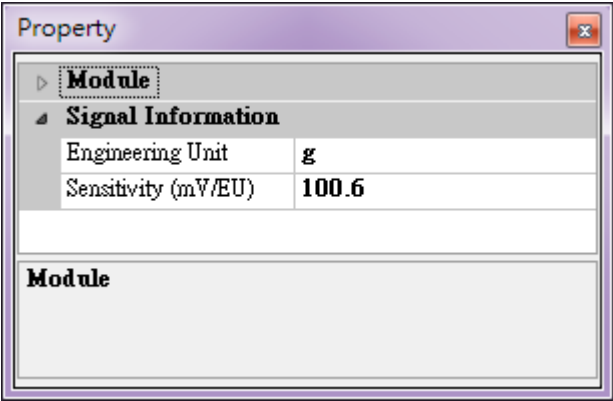 Property
Module
Signal Information
Engineering Unit g
Sensitivity (mV/EU) 100.6
Module